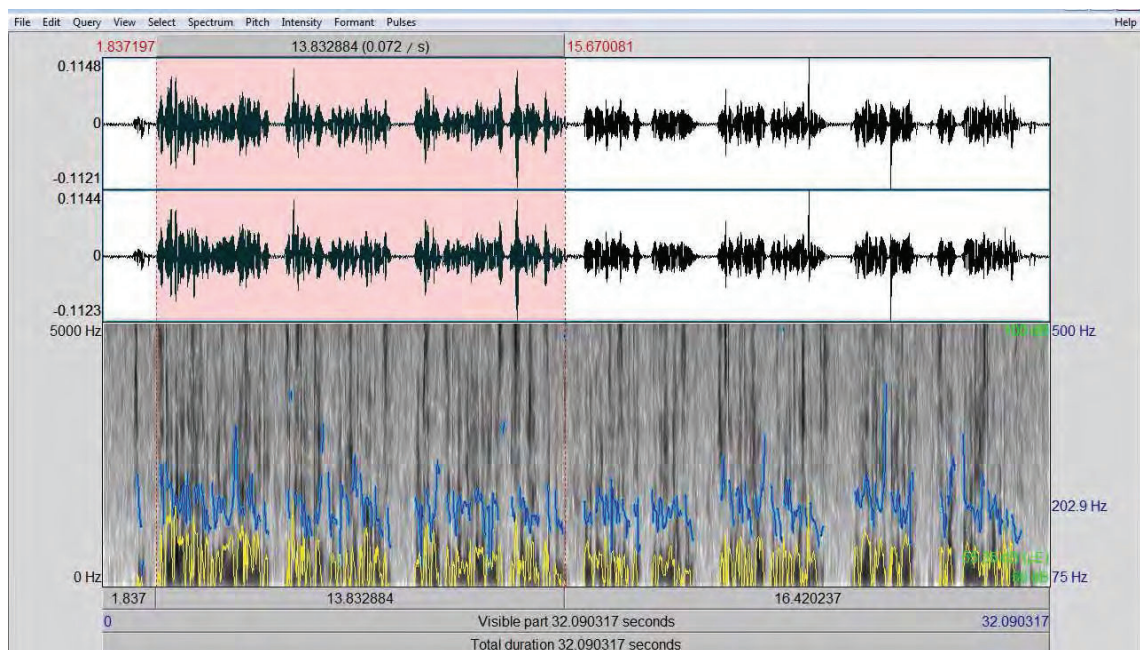 File Edit Query View Select Spectrum Pitch Intensity Formant Pulses Help
1.837197 13.832884 (0.072 / s) 15.670081
0.1148
0
-0.1121
0.1144
0
-0.1123
5000 Hz 500 Hz
202.9 Hz
0 Hz 75 Hz
1.837 13.832884 16.420237
0 Visible part 32.090317 seconds 32.090317
Total duration 32.090317 seconds